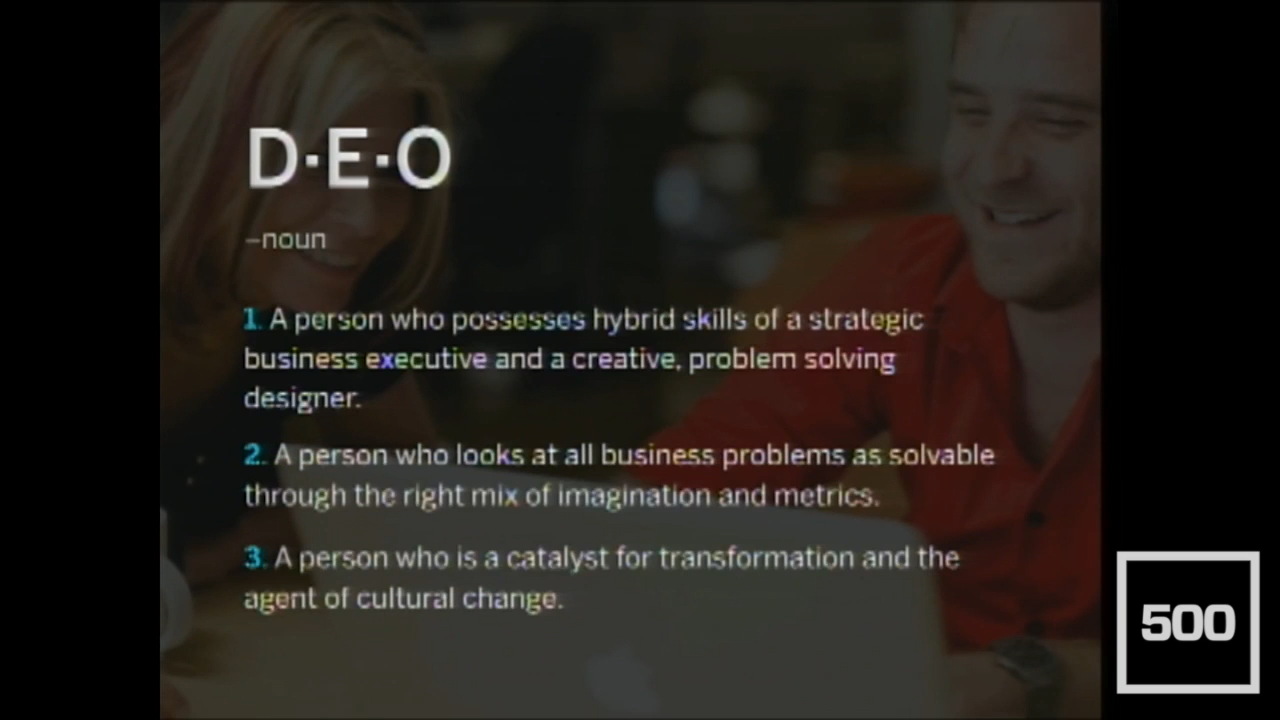 D·E·O
–noun
1. A person who possesses hybrid skills of a strategic
business executive and a creative, problem solving
designer.
2. A person who looks at all business problems as solvable
through the right mix of imagination and metrics.
3. A person who is a catalyst for transformation and the
agent of cultural change.
500